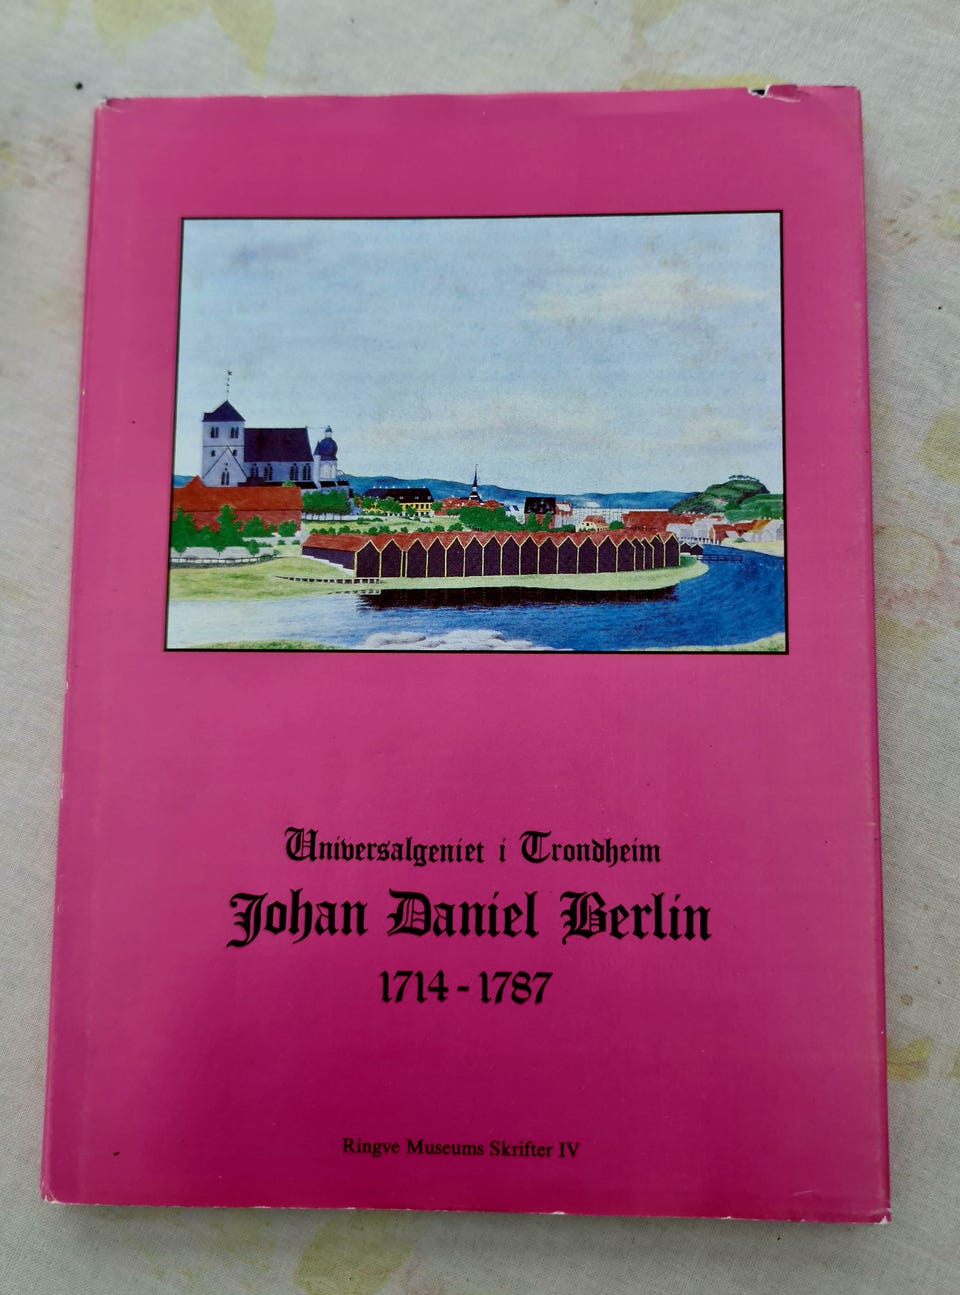 Universalgeniet i Trondheim
Johan Daniel Berlin
1714 - 1787
Ringve Museums Skrifter IV